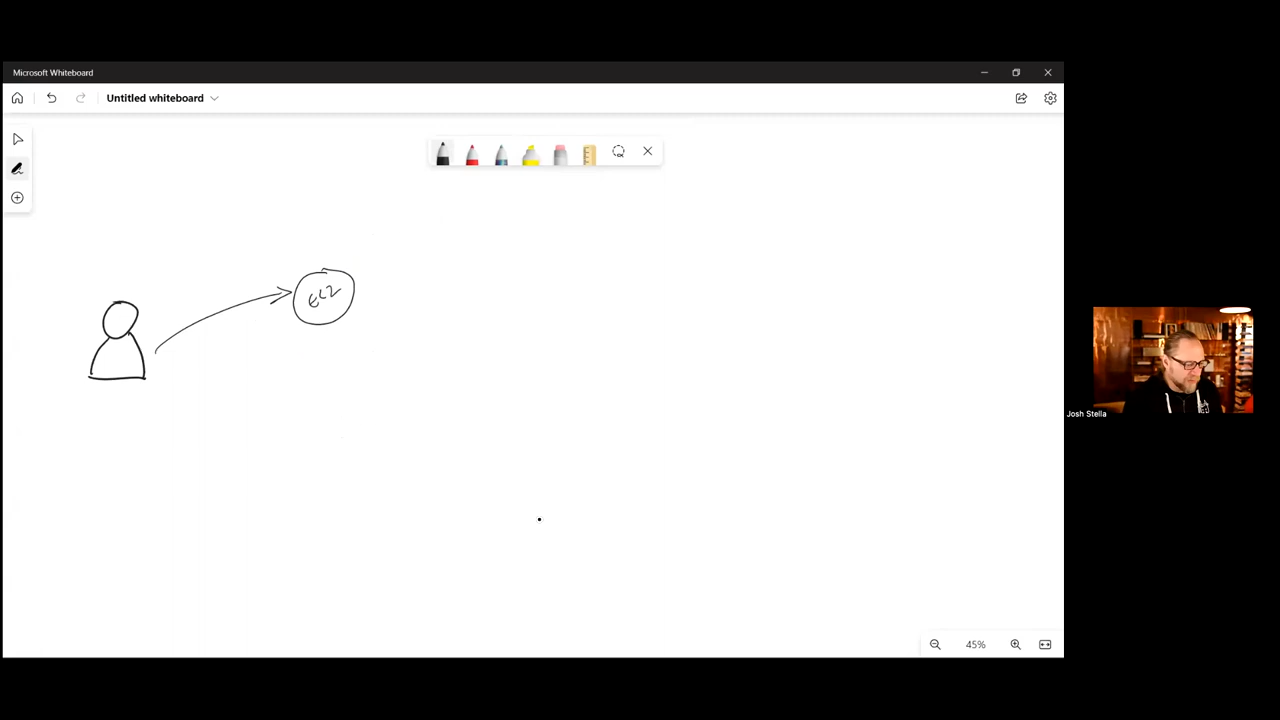 Microsoft Whiteboard
Untitled whiteboard
EC2
Josh Stella
45%